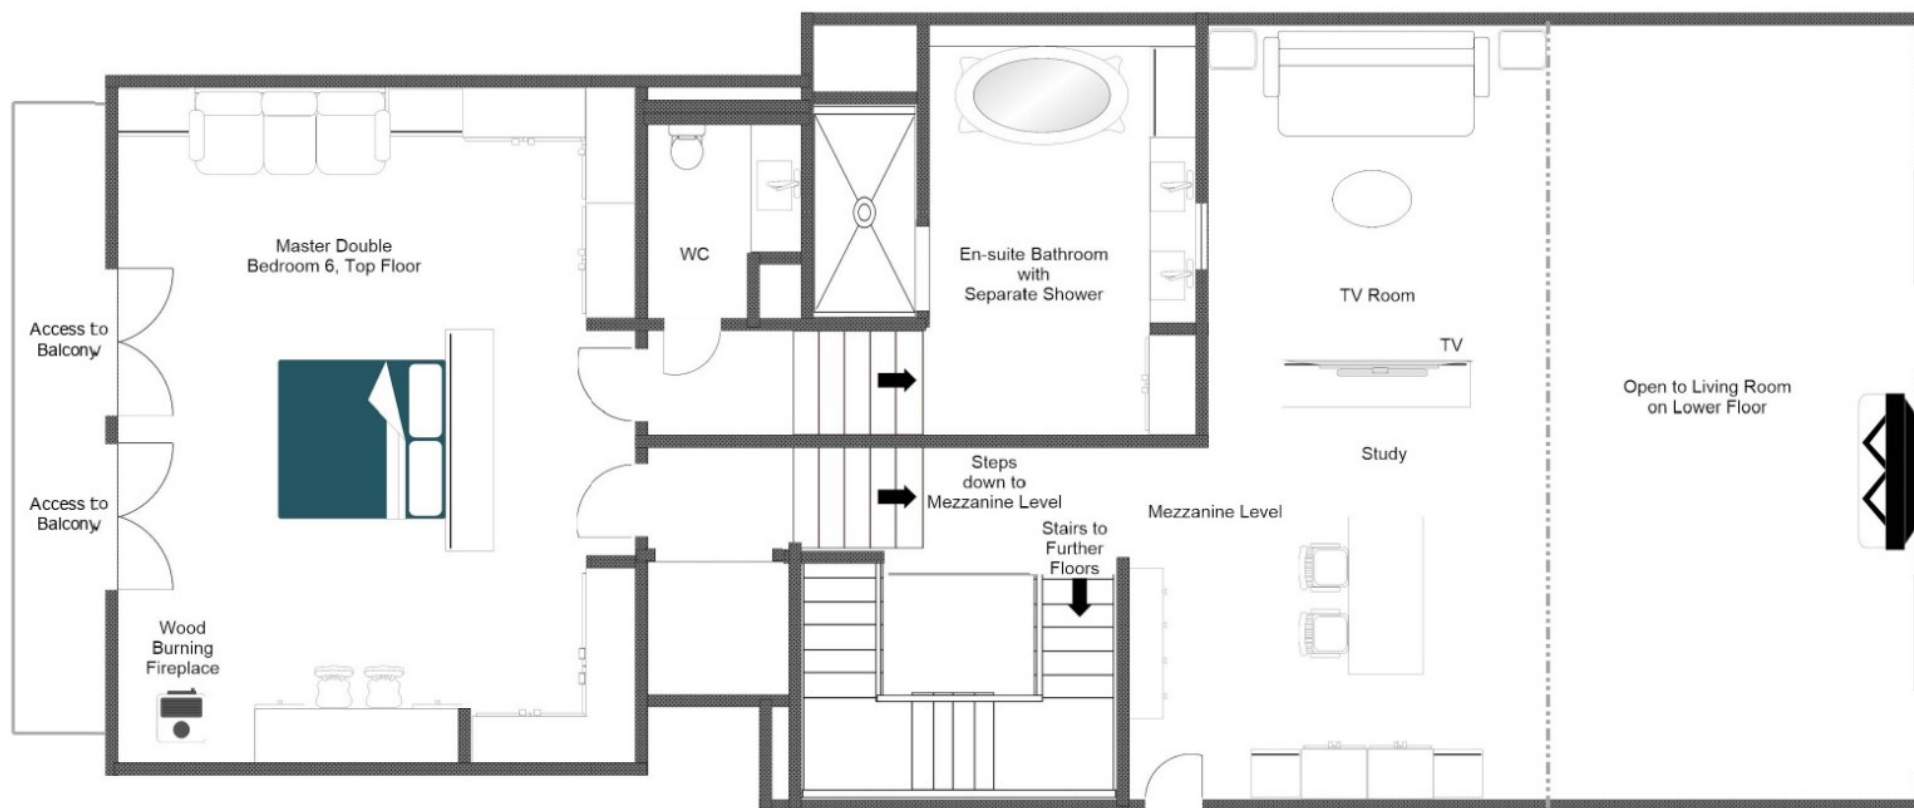 Master Double
Bedroom 6, Top Floor
WC
En-suite Bathroom
with
Separate Shower
TV Room
TV
Access to
Balcony
Open to Living Room
on Lower Floor
Study
Steps
down to
Mezzanine Level
Mezzanine Level
Access to
Balcony
Stairs to
Further
Floors
Wood
Burning
Fireplace